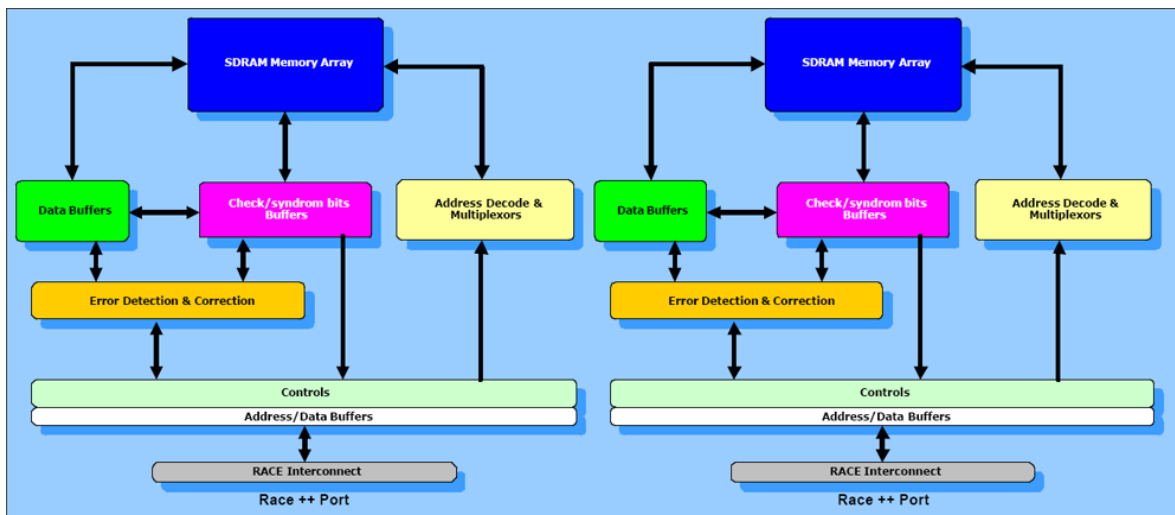 SDRAM Memory Array
Data Buffers
Check/syndrom bits
Buffers
Address Decode &
Multiplexors
Error Detection & Correction
Controls
Address/Data Buffers
RACE Interconnect
Race ++ Port
SDRAM Memory Array
Data Buffers
Check/syndrom bits
Buffers
Address Decode &
Multiplexors
Error Detection & Correction
Controls
Address/Data Buffers
RACE Interconnect
Race ++ Port